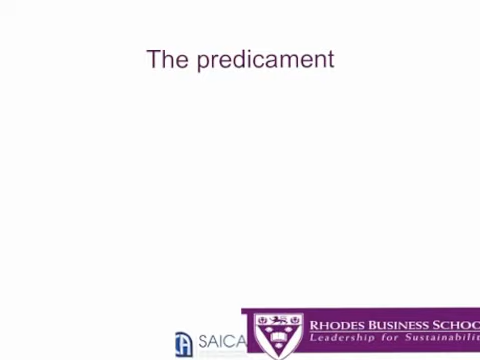 The predicament
SAICA
RHODES BUSINESS SCHOO
Leadership for Sustainabilit